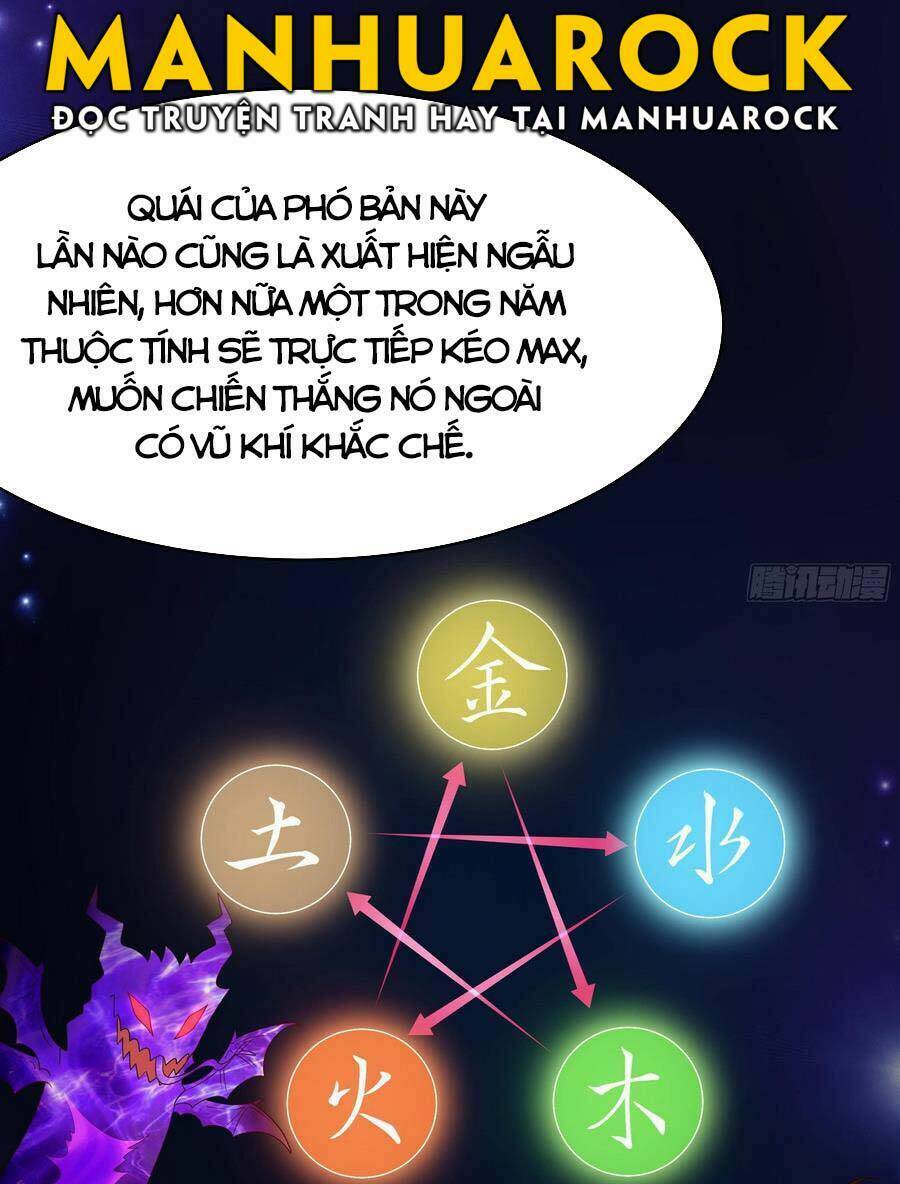 MANHUAROCK
ĐỌC TRUYỆN TRANH HAY TẠI MANHUAROCK
QUÁI CỦA PHÓ BẢN NÀY
LẦN NÀO CŨNG LÀ XUẤT HIỆN NGẪU
NHIÊN, HƠN NỮA MỘT TRONG NĂM
THUỘC TÍNH SẼ TRỰC TIẾP KÉO MAX,
MUỐN CHIẾN THẮNG NÓ NGOÀI
CÓ VŨ KHÍ KHẮC CHẾ.
腾讯动漫
金
土
水
火
木